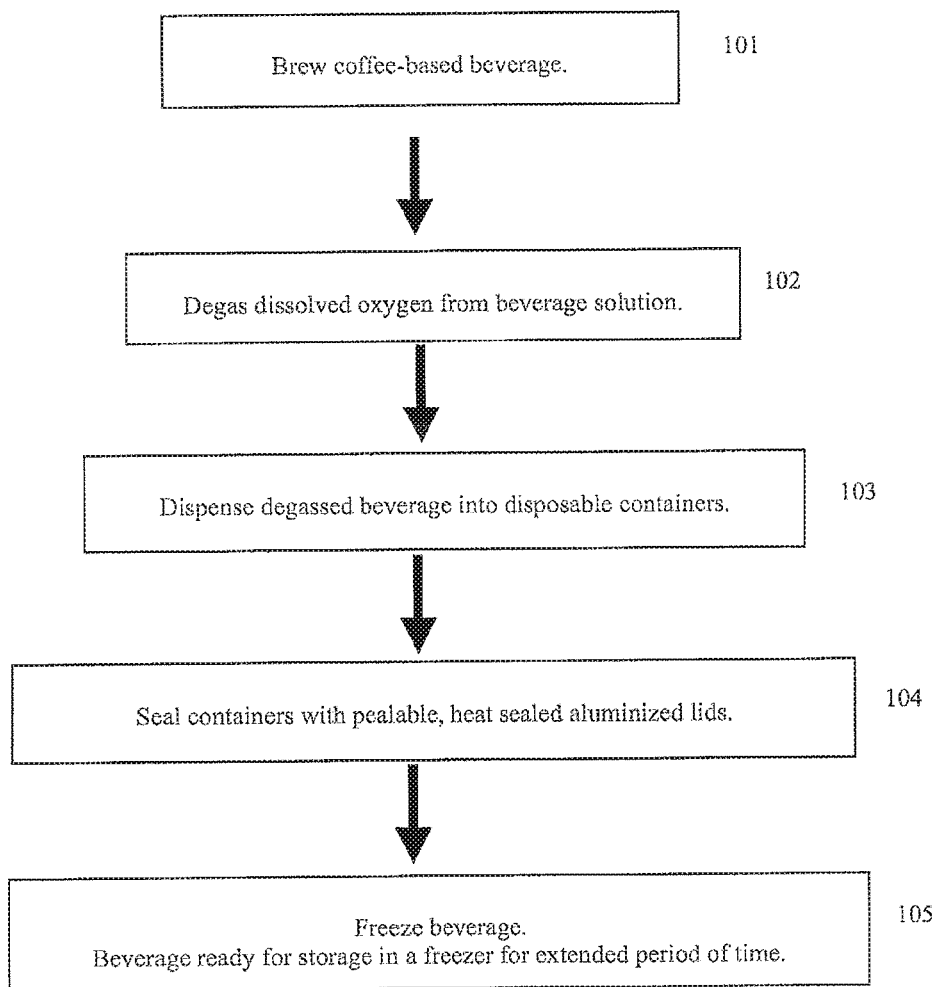 Brew coffee-based beverage.
101
Degas dissolved oxygen from beverage solution.
102
Dispense degassed beverage into disposable containers.
103
Seal containers with pealable, heat sealed aluminized lids.
104
Freeze beverage.
Beverage ready for storage in a freezer for extended period of time.
105